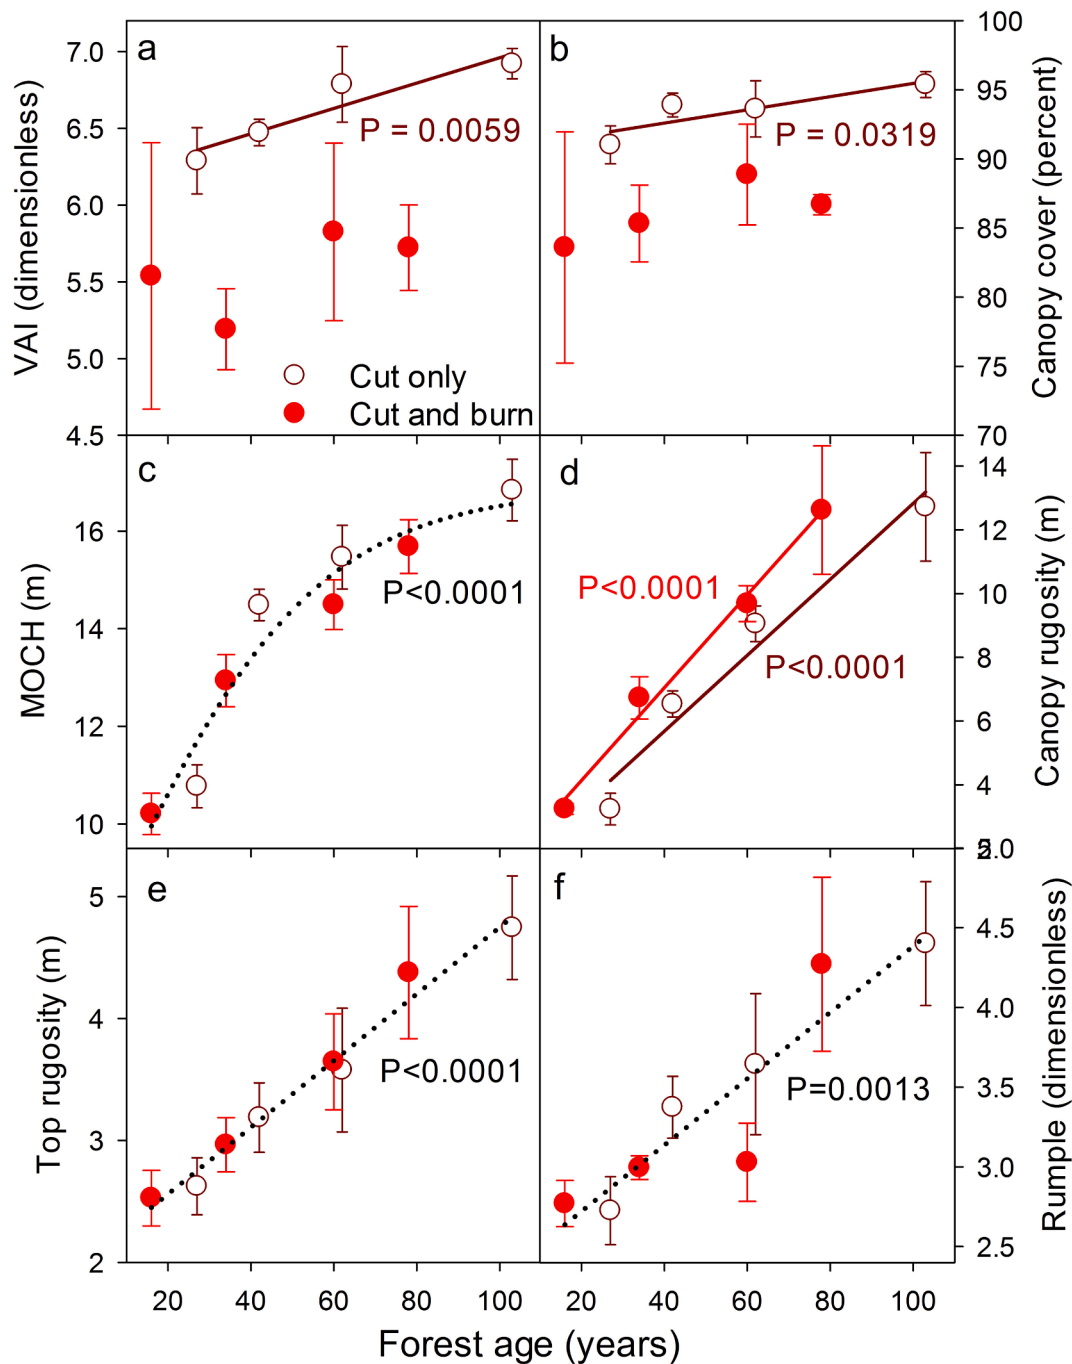 a
7.0
6.5
6.0
5.5
5.0
4.5
VAI (dimensionless)
P = 0.0059
Cut only
Cut and burn
b
100
95
90
85
80
75
70
Canopy cover (percent)
P = 0.0319
c
16
14
12
10
MOCH (m)
P<0.0001
d
14
12
10
8
6
4
2
Canopy rugosity (m)
P<0.0001
P<0.0001
e
5
4
3
2
Top rugosity (m)
P<0.0001
20 40 60 80 100
f
5.0
4.5
4.0
3.5
3.0
2.5
Rumple (dimensionless)
P=0.0013
20 40 60 80 100
Forest age (years)